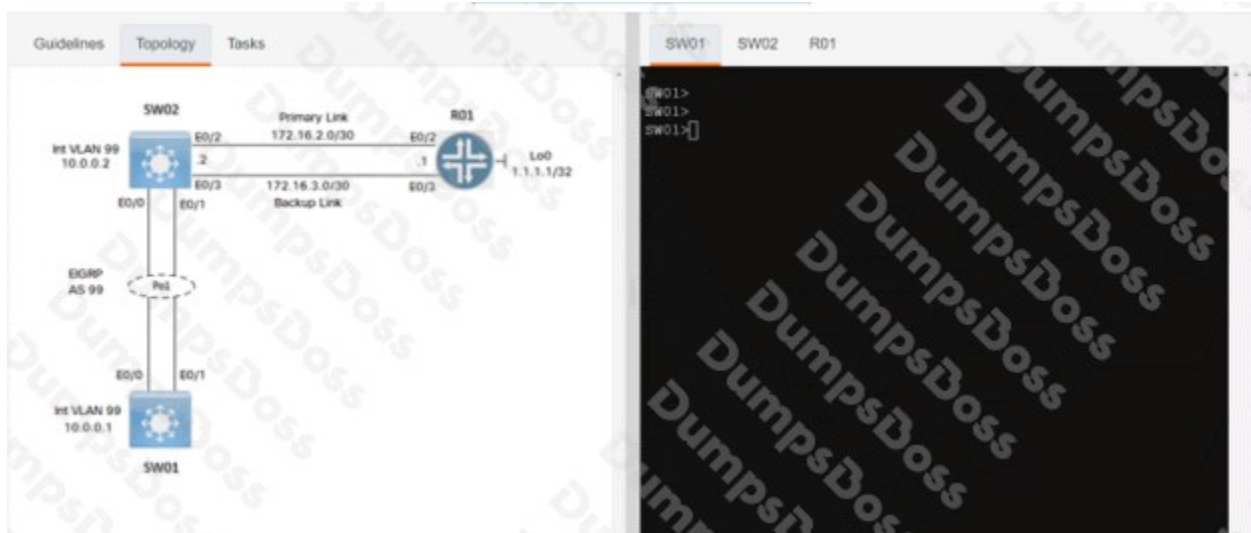 Guidelines Topology Tasks
SW01 SW02 R01
SW02
Primary Link
R01
Int VLAN 99
10.0.0.2
E0/2
172.16.2.0/30
E0/2
.2
.1
Lo0
1.1.1.1/32
E0/3
172.16.3.0/30
E0/3
Backup Link
E0/0
E0/1
EIGRP
AS 99
Po1
E0/0
E0/1
Int VLAN 99
10.0.0.1
SW01
SW01>
SW01>
SW01>
DumpsDoss